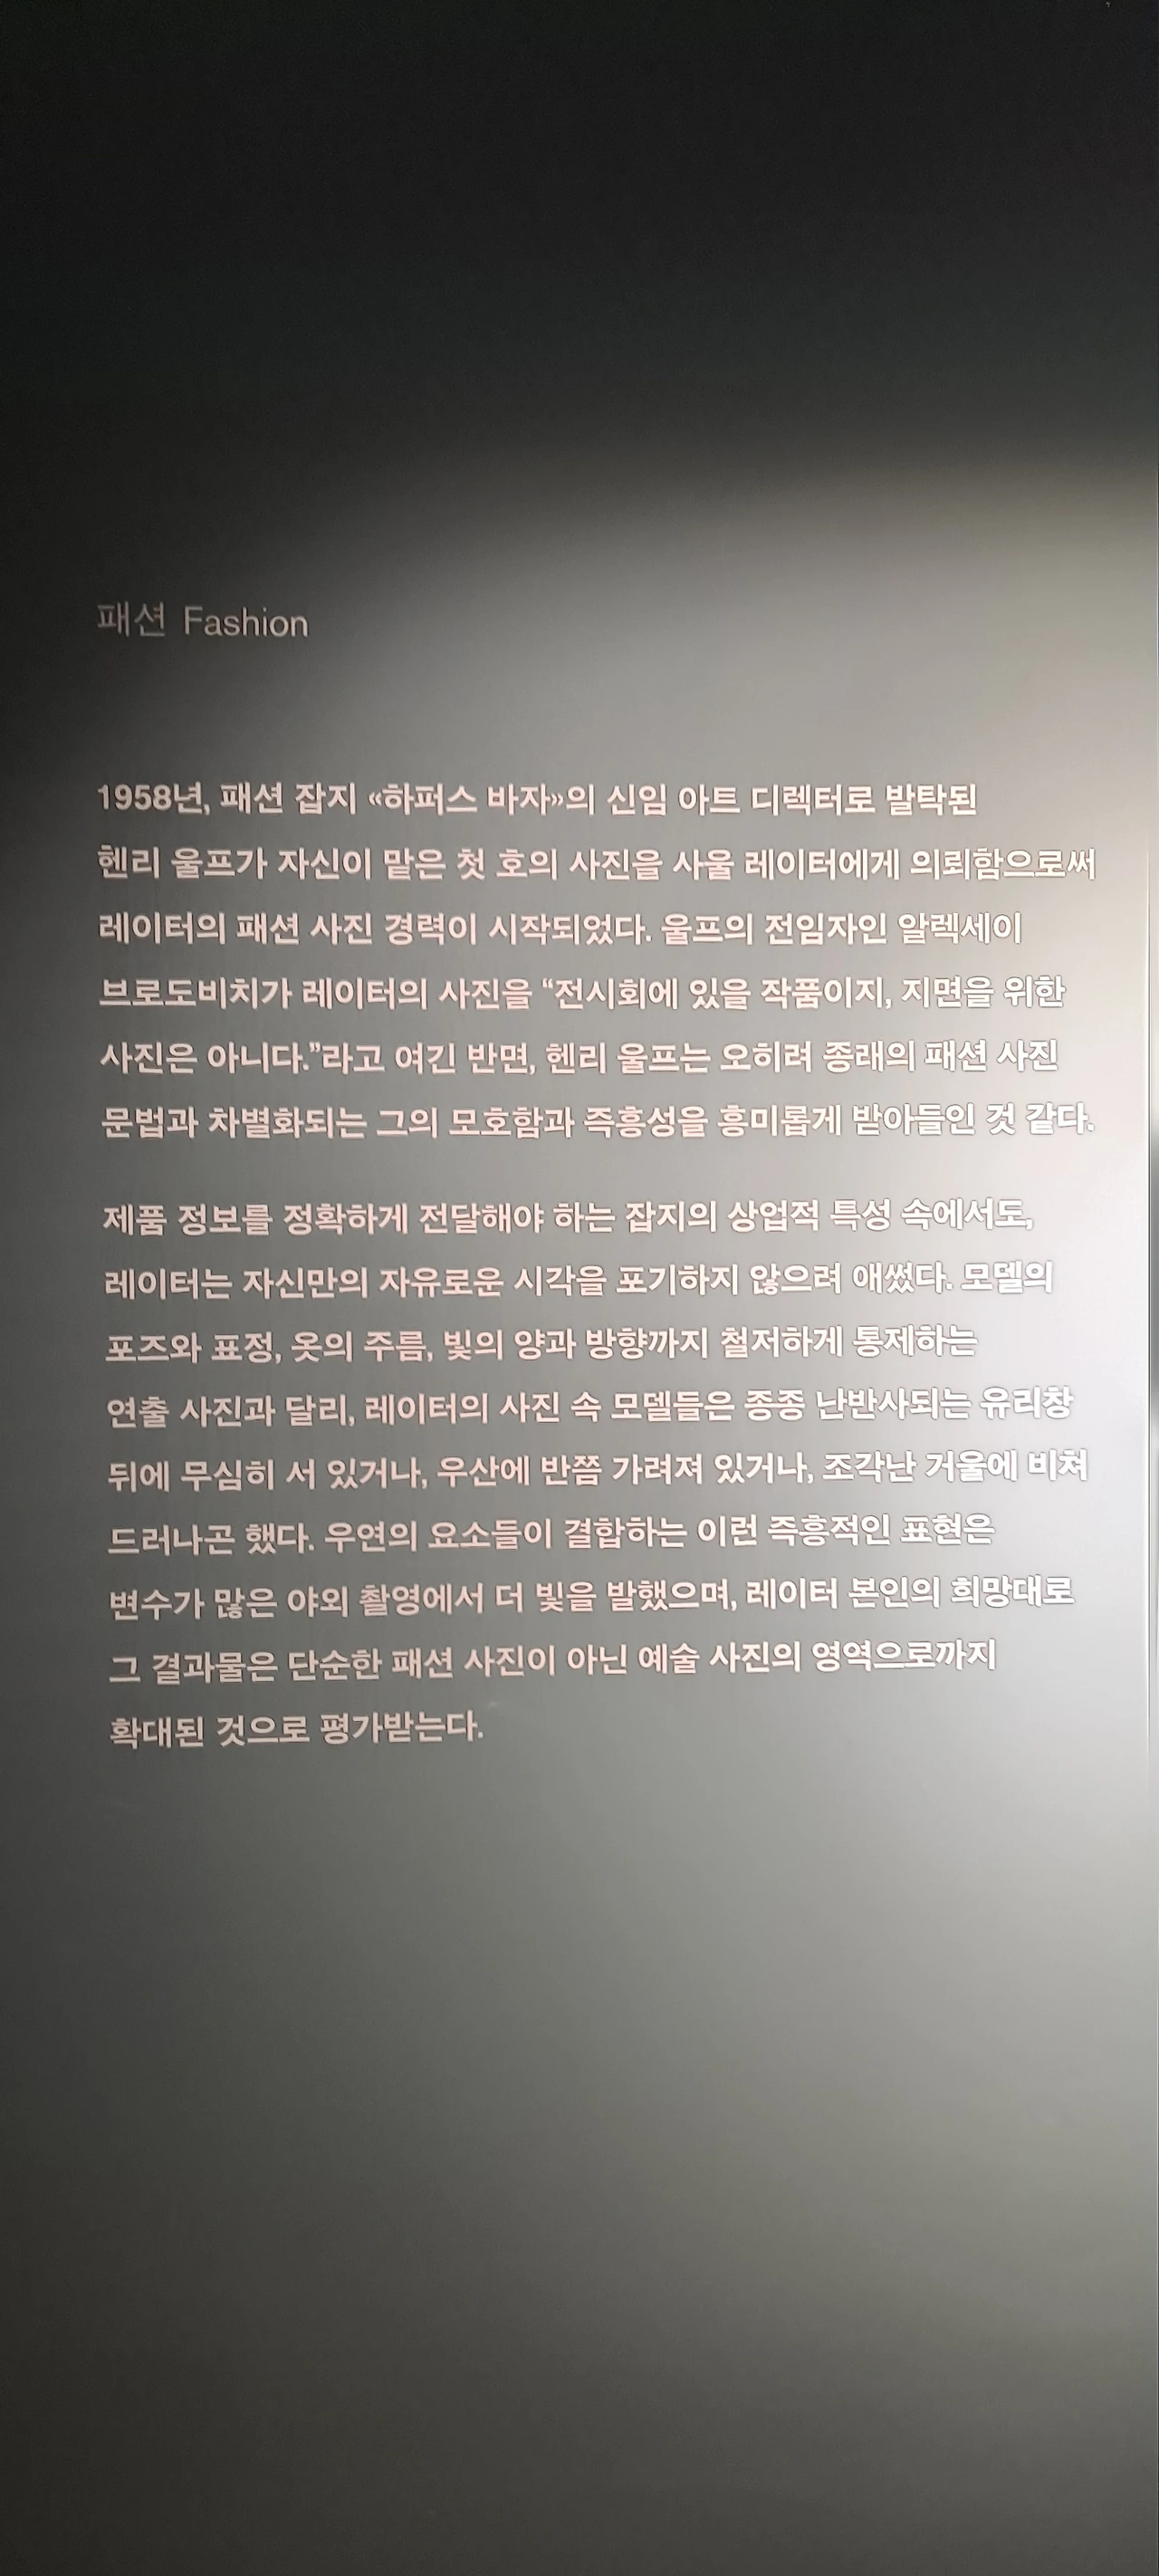 패션 Fashion
1958년, 패션 잡지 «하퍼스 바자»의 신임 아트 디렉터로 발탁된
헨리 울프가 자신이 맡은 첫 호의 사진을 사울 레이터에게 의뢰함으로써
레이터의 패션 사진 경력이 시작되었다. 울프의 전임자인 알렉세이
브로도비치가 레이터의 사진을 “전시회에 있을 작품이지, 지면을 위한
사진은 아니다.”라고 여긴 반면, 헨리 울프는 오히려 종래의 패션 사진
문법과 차별화되는 그의 모호함과 즉흥성을 흥미롭게 받아들인 것 같다.
제품 정보를 정확하게 전달해야 하는 잡지의 상업적 특성 속에서도,
레이터는 자신만의 자유로운 시각을 포기하지 않으려 애썼다. 모델의
포즈와 표정, 옷의 주름, 빛의 양과 방향까지 철저하게 통제하는
연출 사진과 달리, 레이터의 사진 속 모델들은 종종 난반사되는 유리창
뒤에 무심히 서 있거나, 우산에 반쯤 가려져 있거나, 조각난 거울에 비쳐
드러나곤 했다. 우연의 요소들이 결합하는 이런 즉흥적인 표현은
변수가 많은 야외 촬영에서 더 빛을 발했으며, 레이터 본인의 희망대로
그 결과물은 단순한 패션 사진이 아닌 예술 사진의 영역으로까지
확대된 것으로 평가받는다.